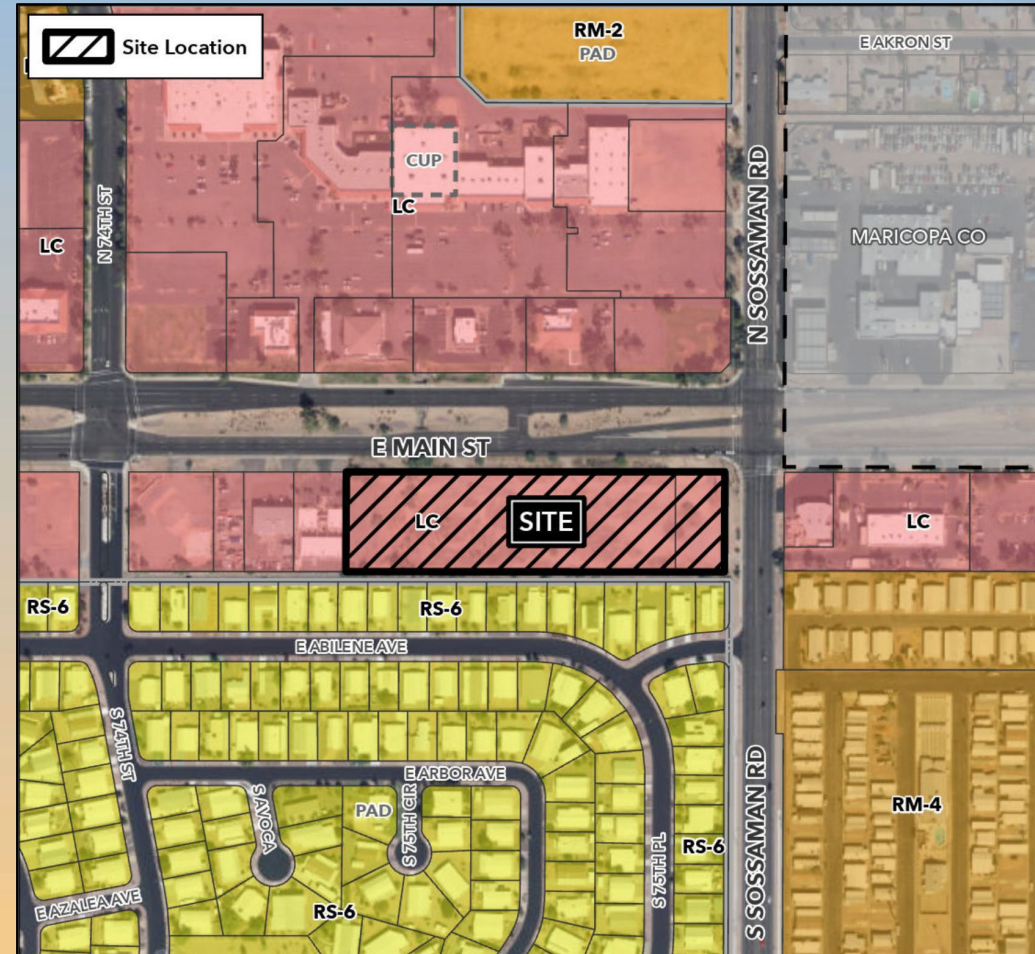 Site Location
RM-2
PAD
E AKRON ST
CUP
LC
LC
N 74TH ST
N SOSSAMAN RD
MARICOPA CO
E MAIN ST
LC
SITE
LC
RS-6
RS-6
E ABILENE AVE
S 74TH ST
E ARBOR AVE
S AVOCA
PAD
S 75TH CIR
RM-4
RS-6
S 75TH PL
S SOSSAMAN RD
E AZALEA AVE
RS-6